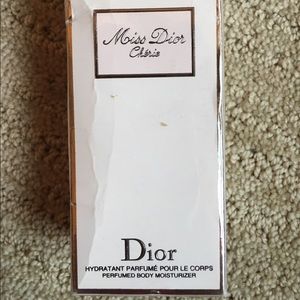 Miss Dior
Chérie
Dior
HYDRATANT PARFUMÉ POUR LE CORPS
PERFUMED BODY MOISTURIZER